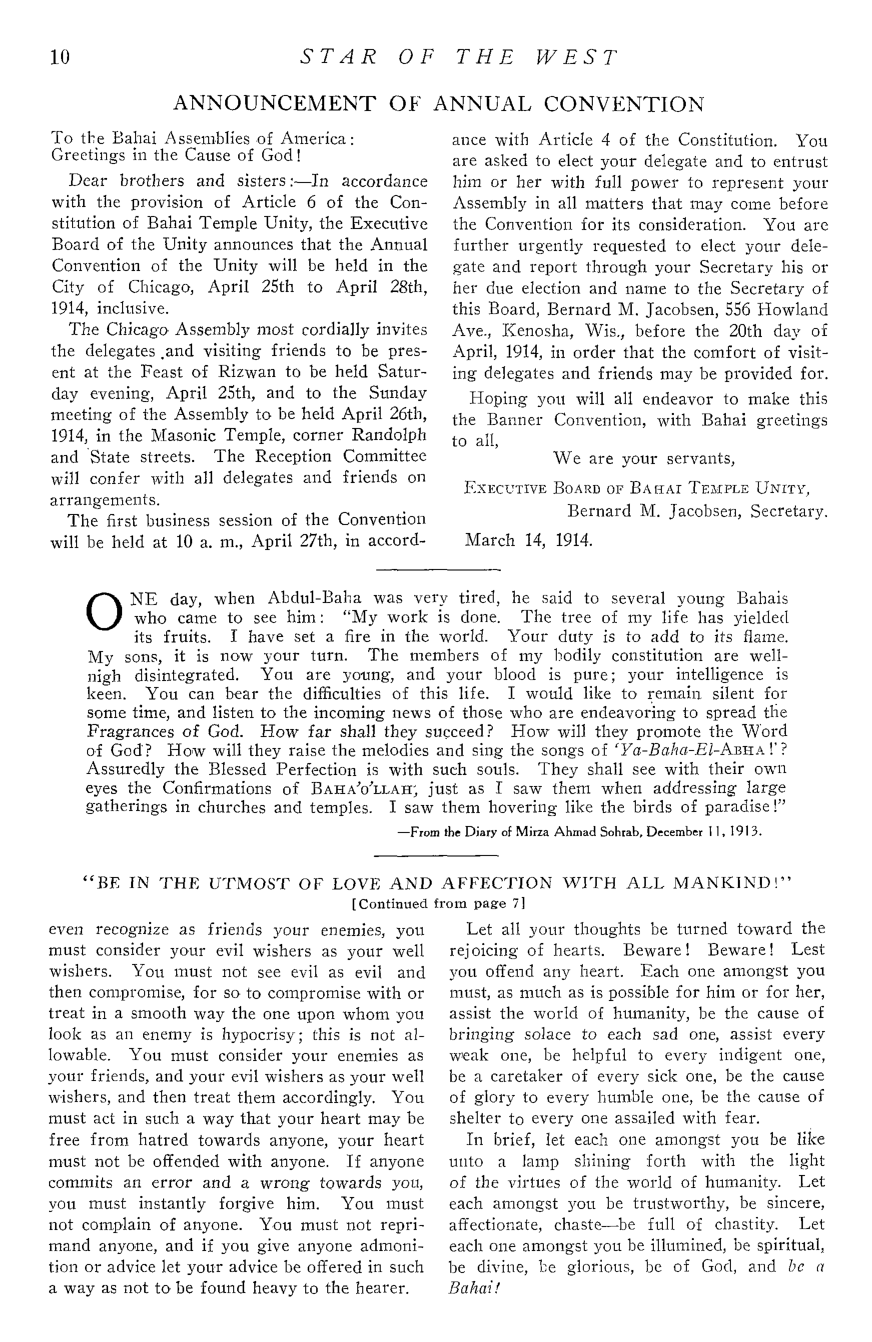 10 STAR OF THE WEST
ANNOUNCEMENT OF ANNUAL CONVENTION
To the Bahai Assemblies of America:
Greetings in the Cause of God!
Dear brothers and sisters:—In accordance
with the provision of Article 6 of the Con-
stitution of Bahai Temple Unity, the Executive
Board of the Unity announces that the Annual
Convention of the Unity will be held in the
City of Chicago, April 25th to April 28th,
1914, inclusive.
The Chicago Assembly most cordially invites
the delegates and visiting friends to be pres-
ent at the Feast of Rizwan to be held Satur-
day evening, April 25th, and to the Sunday
meeting of the Assembly to be held April 26th,
1914, in the Masonic Temple, corner Randolph
and State streets. The Reception Committee
will confer with all delegates and friends on
arrangements.
The first business session of the Convention
will be held at 10 a. m., April 27th, in accord-
ance with Article 4 of the Constitution. You
are asked to elect your delegate and to entrust
him or her with full power to represent your
Assembly in all matters that may come before
the Convention for its consideration. You are
further urgently requested to elect your dele-
gate and report through your Secretary his or
her due election and name to the Secretary of
this Board, Bernard M. Jacobsen, 556 Howland
Ave., Kenosha, Wis., before the 20th day of
April, 1914, in order that the comfort of visit-
ing delegates and friends may be provided for.
Hoping you will all endeavor to make this
the Banner Convention, with Bahai greetings
to all,
We are your servants,
EXECUTIVE BOARD OF BAHAI TEMPLE UNITY,
Bernard M. Jacobsen, Secretary.
March 14, 1914.
ONE day, when Abdul-Baha was very tired, he said to several young Bahais
who came to see him: "My work is done. The tree of my life has yielded
its fruits. I have set a fire in the world. Your duty is to add to its flame.
My sons, it is now your turn. The members of my bodily constitution are well-
nigh disintegrated. You are young, and your blood is pure; your intelligence is
keen. You can bear the difficulties of this life. I would like to remain silent for
some time, and listen to the incoming news of those who are endeavoring to spread the
Fragrances of God. How far shall they succeed? How will they promote the Word
of God? How will they raise the melodies and sing the songs of 'Ya-Baha-El-ABHA!'?
Assuredly the Blessed Perfection is with such souls. They shall see with their own
eyes the Confirmations of BAHA'O'LLAH, just as I saw them when addressing large
gatherings in churches and temples. I saw them hovering like the birds of paradise!"
—From the Diary of Mirza Ahmad Sohrab, December 11, 1913.
"BE IN THE UTMOST OF LOVE AND AFFECTION WITH ALL MANKIND!"
[Continued from page 7]
even recognize as friends your enemies, you
must consider your evil wishers as your well
wishers. You must not see evil as evil and
then compromise, for so to compromise with or
treat in a smooth way the one upon whom you
look as an enemy is hypocrisy; this is not al-
lowable. You must consider your enemies as
your friends, and your evil wishers as your well
wishers, and then treat them accordingly. You
must act in such a way that your heart may be
free from hatred towards anyone, your heart
must not be offended with anyone. If anyone
commits an error and a wrong towards you,
you must instantly forgive him. You must
not complain of anyone. You must not repri-
mand anyone, and if you give anyone admoni-
tion or advice let your advice be offered in such
a way as not to be found heavy to the hearer.
Let all your thoughts be turned toward the
rejoicing of hearts. Beware! Beware! Lest
you offend any heart. Each one amongst you
must, as much as is possible for him or for her,
assist the world of humanity, be the cause of
bringing solace to each sad one, assist every
weak one, be helpful to every indigent one,
be a caretaker of every sick one, be the cause
of glory to every humble one, be the cause of
shelter to every one assailed with fear.
In brief, let each one amongst you be like
unto a lamp shining forth with the light
of the virtues of the world of humanity. Let
each amongst you be trustworthy, be sincere,
affectionate, chaste—be full of chastity. Let
each one amongst you be illumined, be spiritual,
be divine, be glorious, be of God, and be a
Bahai!